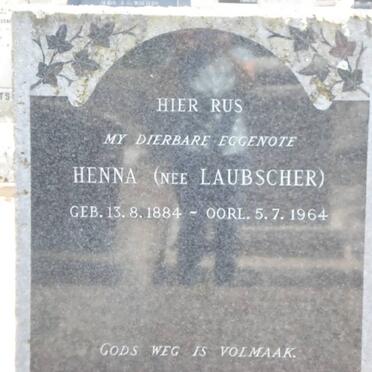 HIER RUS
MY DIERBARE EGGENOTE
HENNA (NEE LAUBSCHER)
GEB. 13.8.1884 - OORL. 5.7.1964
GODS WEG IS VOLMAAK.